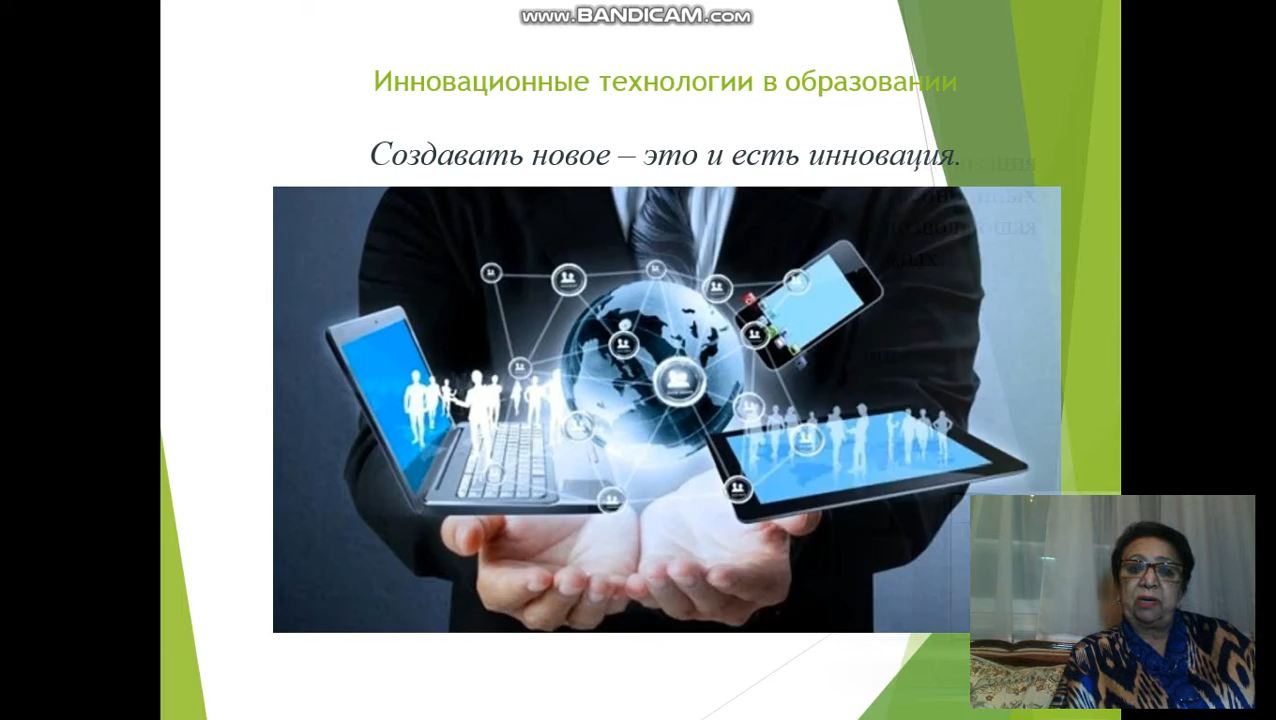 www.BANDICAM.com
Инновационные технологии в образовании
Создавать новое – это и есть инновация.